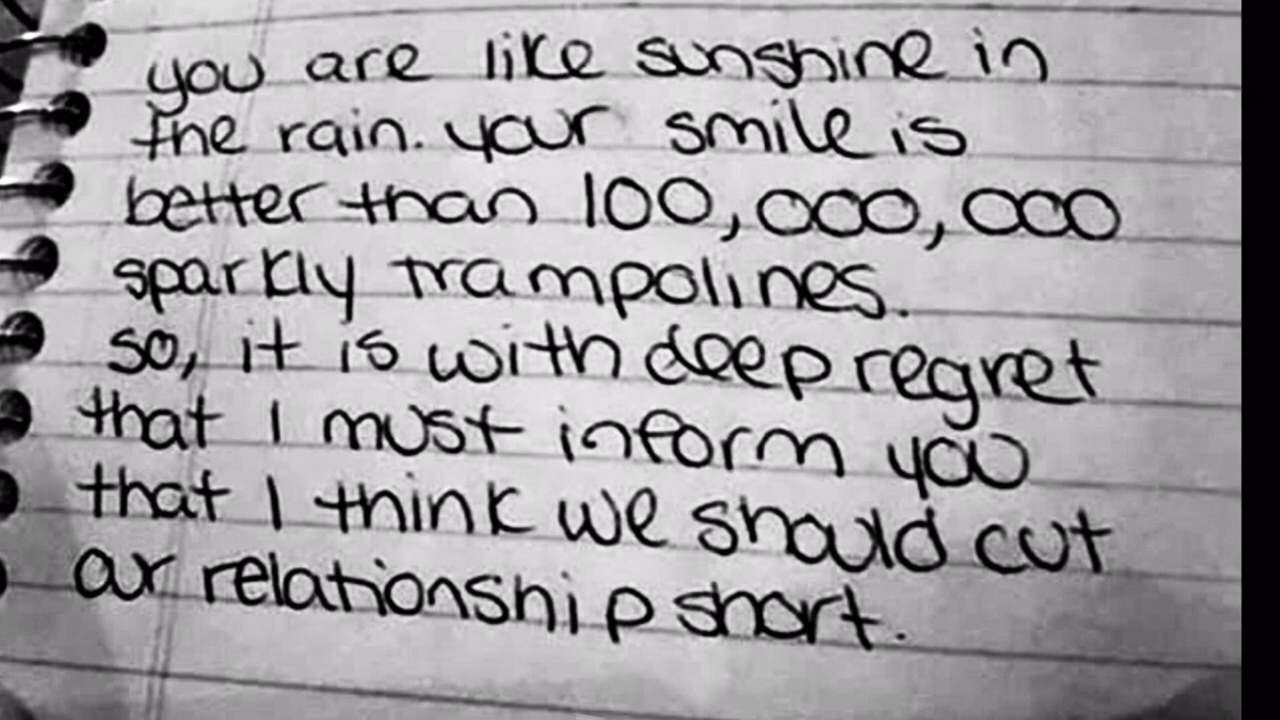 you are like sunshine in
the rain. your smile is
better than 100,000,000
sparkly trampolines.
so, it is with deep regret
that I must inform you
that I think we should cut
our relationship short.